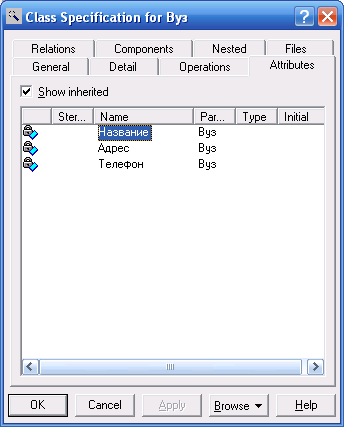 Class Specification for Вуз
Relations Components Nested Files
General Detail Operations Attributes
Show inherited
Ster... Name Par... Type Initial
Название Вуз
Адрес Вуз
Телефон Вуз
OK Cancel Apply Browse Help